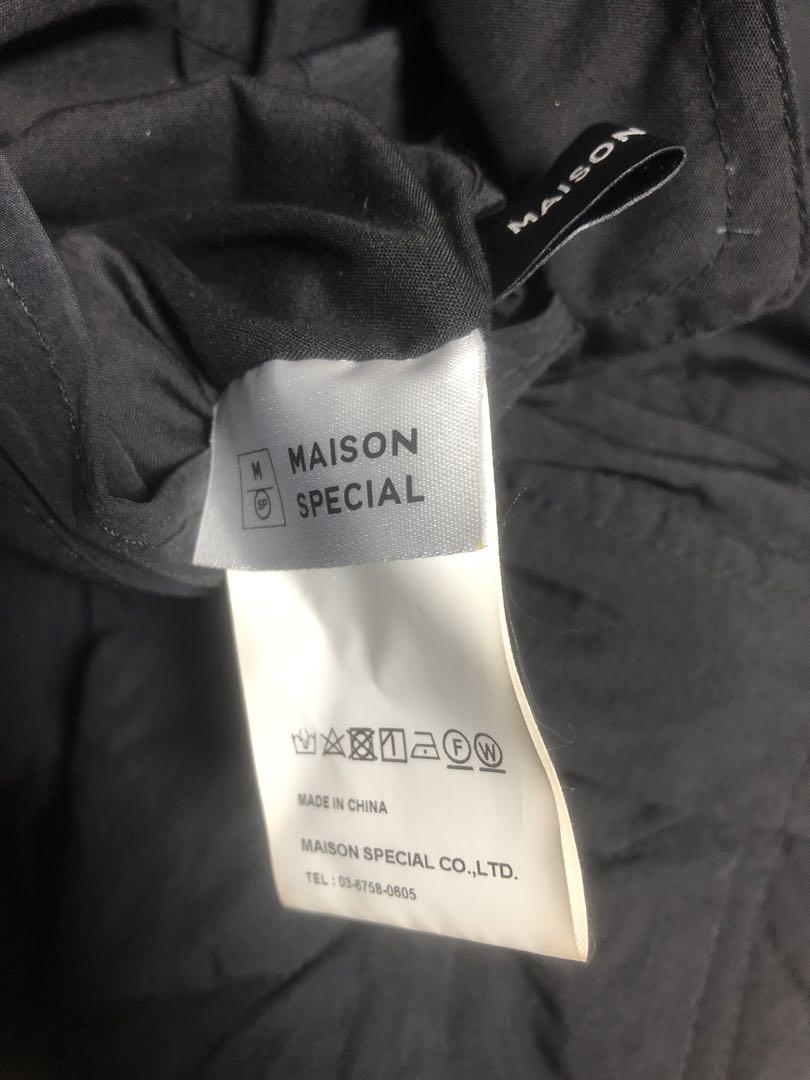 MAISON
M
SP
MAISON
SPECIAL
F
W
MADE IN CHINA
MAISON SPECIAL CO.,LTD.
TEL : 03-6758-0605